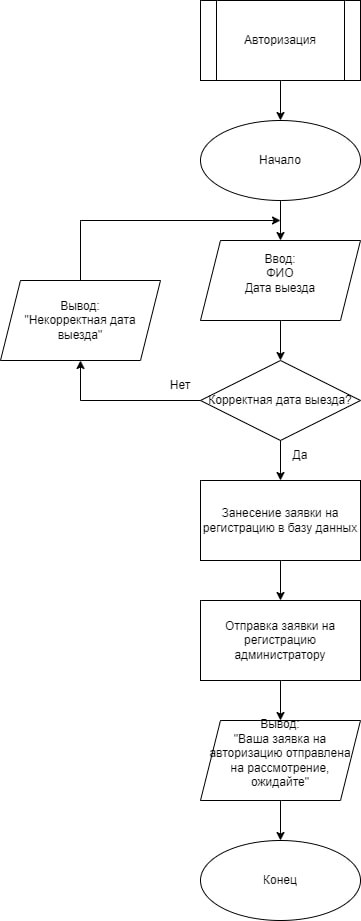 Авторизация
Начало
Ввод:
ФИО
Дата выезда
Вывод:
"Некорректная дата
выезда"
Нет
Корректная дата выезда?
Да
Занесение заявки на
регистрацию в базу данных
Отправка заявки на
регистрацию
администратору
Вывод:
"Ваша заявка на
авторизацию отправлена
на рассмотрение,
ожидайте"
Конец